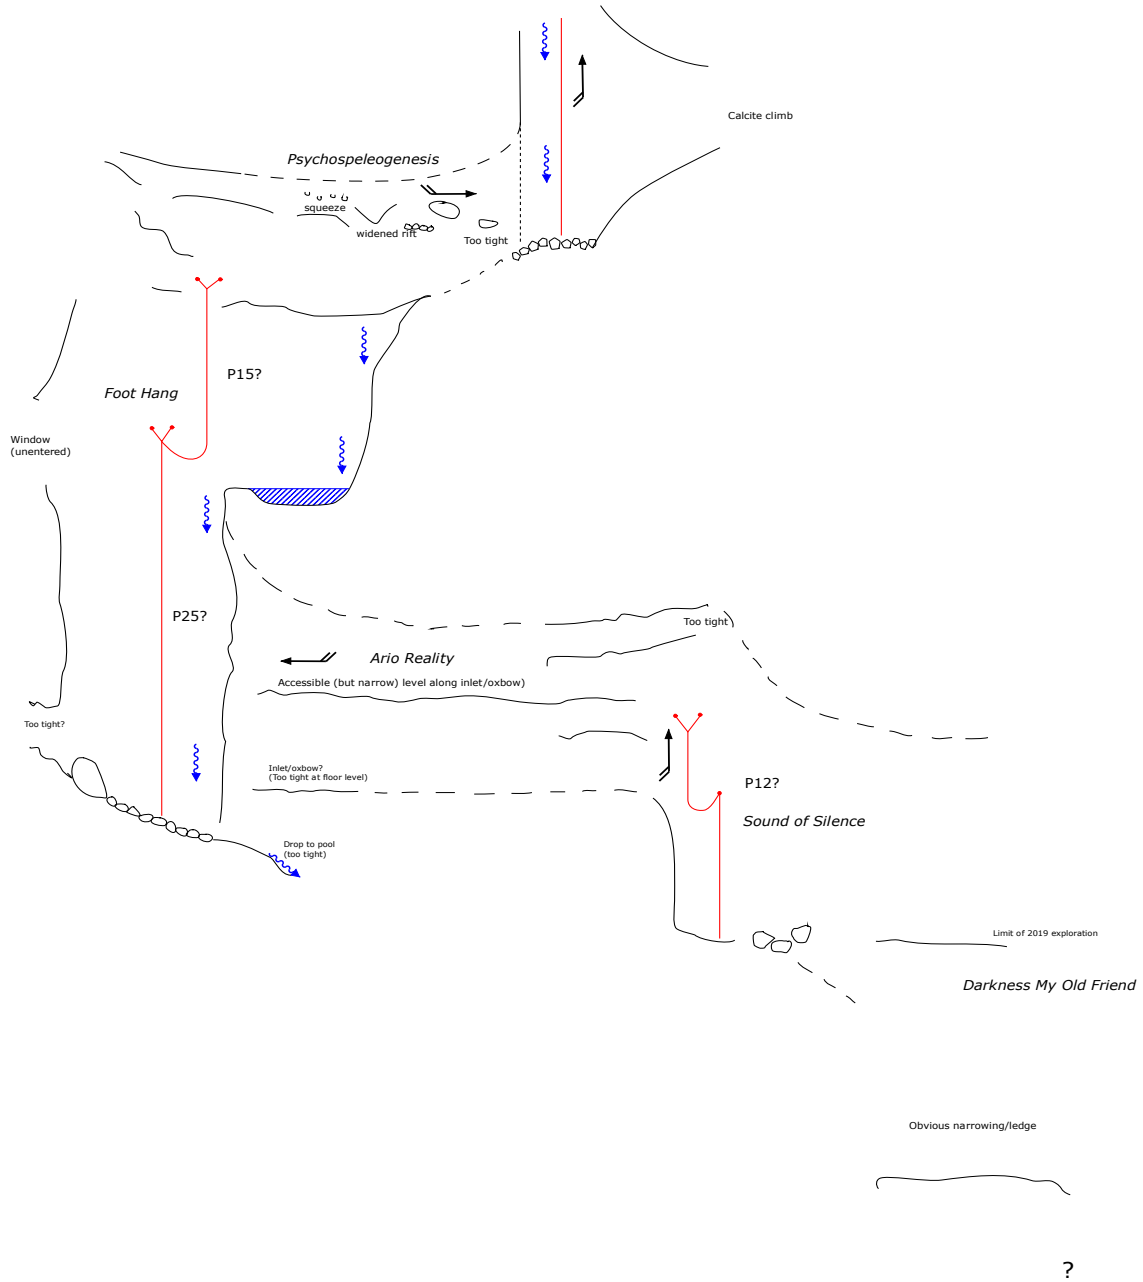 Calcite climb
Psychospeleogenesis
squeeze
widened rift
Too tight
P15?
Foot Hang
Window
(unentered)
P25?
Too tight
Ario Reality
Accessible (but narrow) level along inlet/oxbow)
Too tight?
Inlet/oxbow?
(Too tight at floor level)
P12?
Sound of Silence
Drop to pool
(too tight)
Limit of 2019 exploration
Darkness My Old Friend
Obvious narrowing/ledge
?